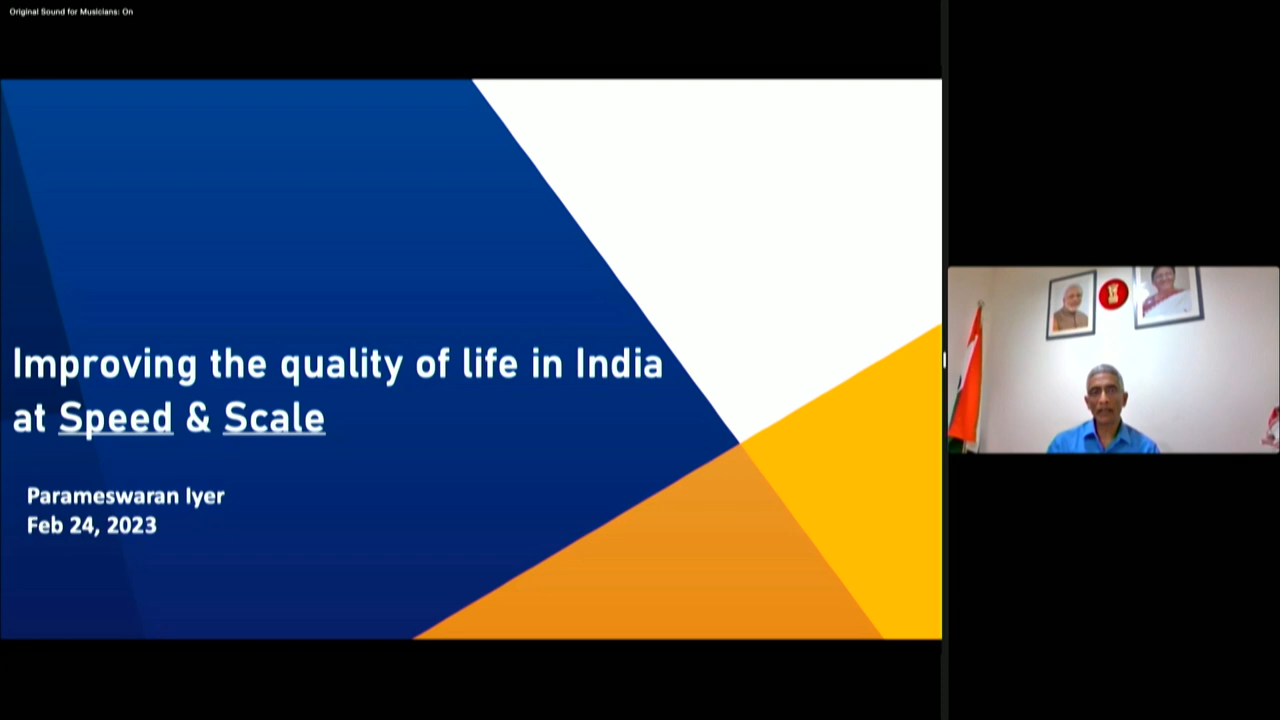 Original Sound for Musicians: On
Improving the quality of life in India
at Speed & Scale
Parameswaran Iyer
Feb 24, 2023